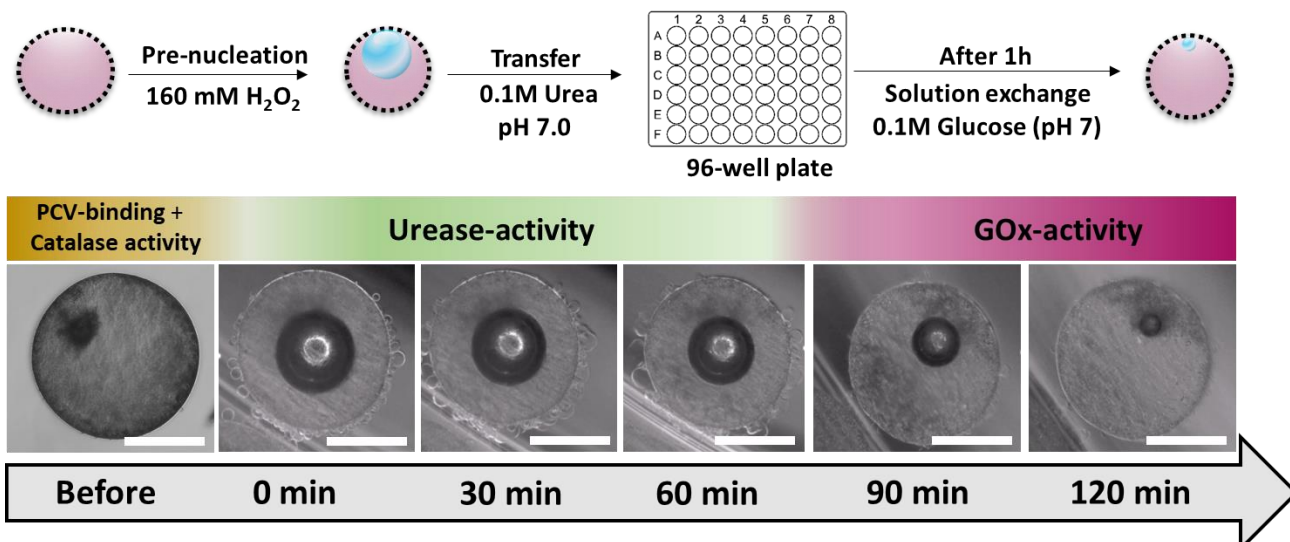 Pre-nucleation
160 mM H₂O₂
Transfer
0.1M Urea
pH 7.0
1 2 3 4 5 6 7 8
A
B
C
D
E
F
96-well plate
After 1h
Solution exchange
0.1M Glucose (pH 7)
PCV-binding +
Catalase activity
Urease-activity
GOx-activity
Before
0 min
30 min
60 min
90 min
120 min